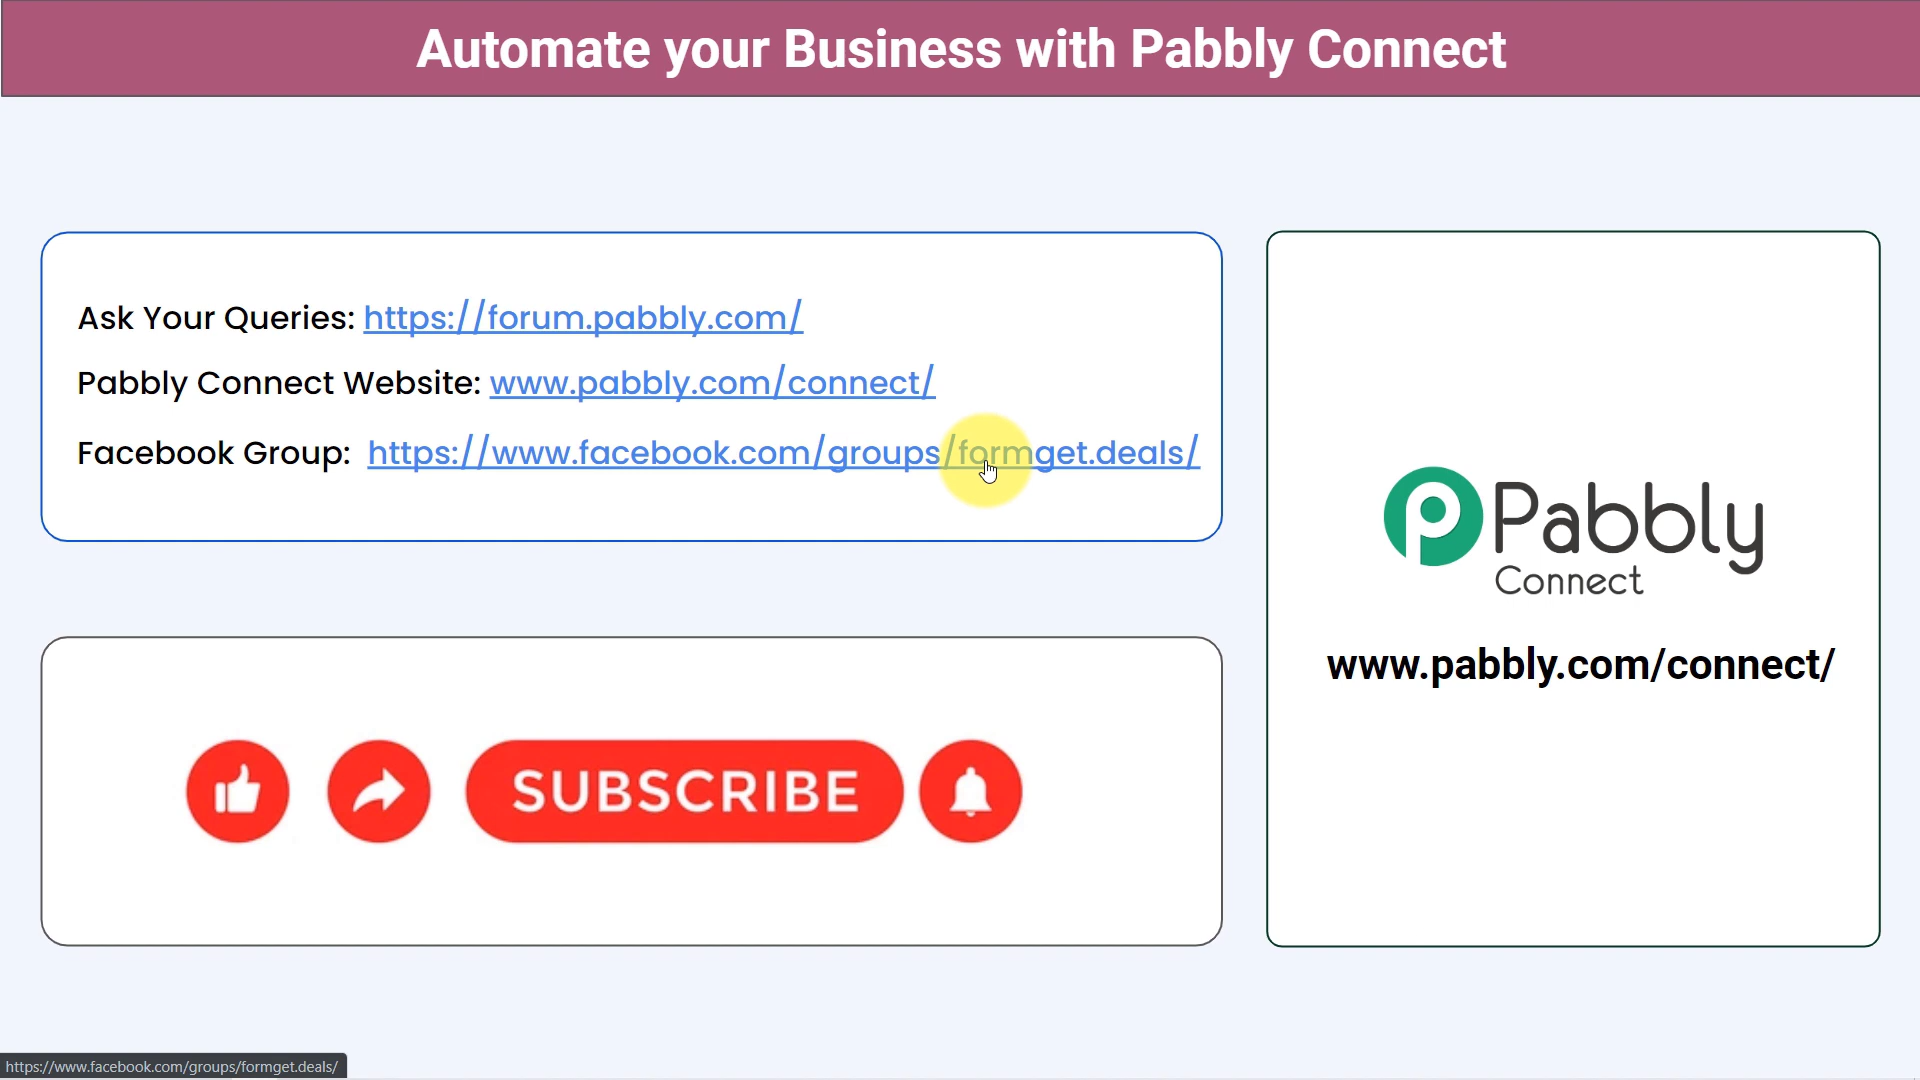 Automate your Business with Pabbly Connect
Ask Your Queries: https://forum.pabbly.com/
Pabbly Connect Website: www.pabbly.com/connect/
Facebook Group: https://www.facebook.com/groups/formget.deals/
Pabbly
Connect
www.pabbly.com/connect/
SUBSCRIBE
https://www.facebook.com/groups/formget.deals/